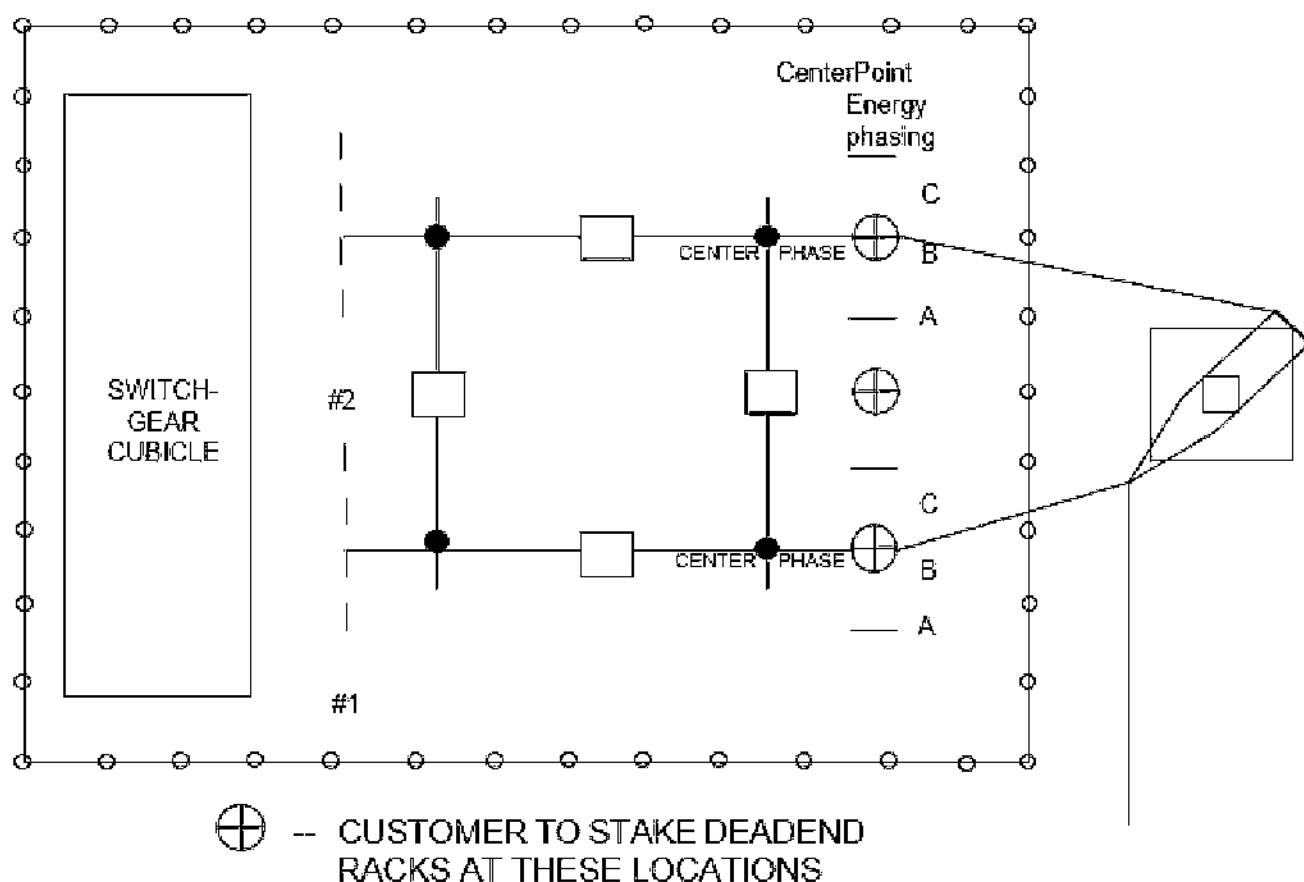 CenterPoint
Energy
phasing
C
CENTER PHASE
B
A
SWITCH-
GEAR
CUBICLE
#2
C
CENTER PHASE
B
A
#1
-- CUSTOMER TO STAKE DEADEND
RACKS AT THESE LOCATIONS